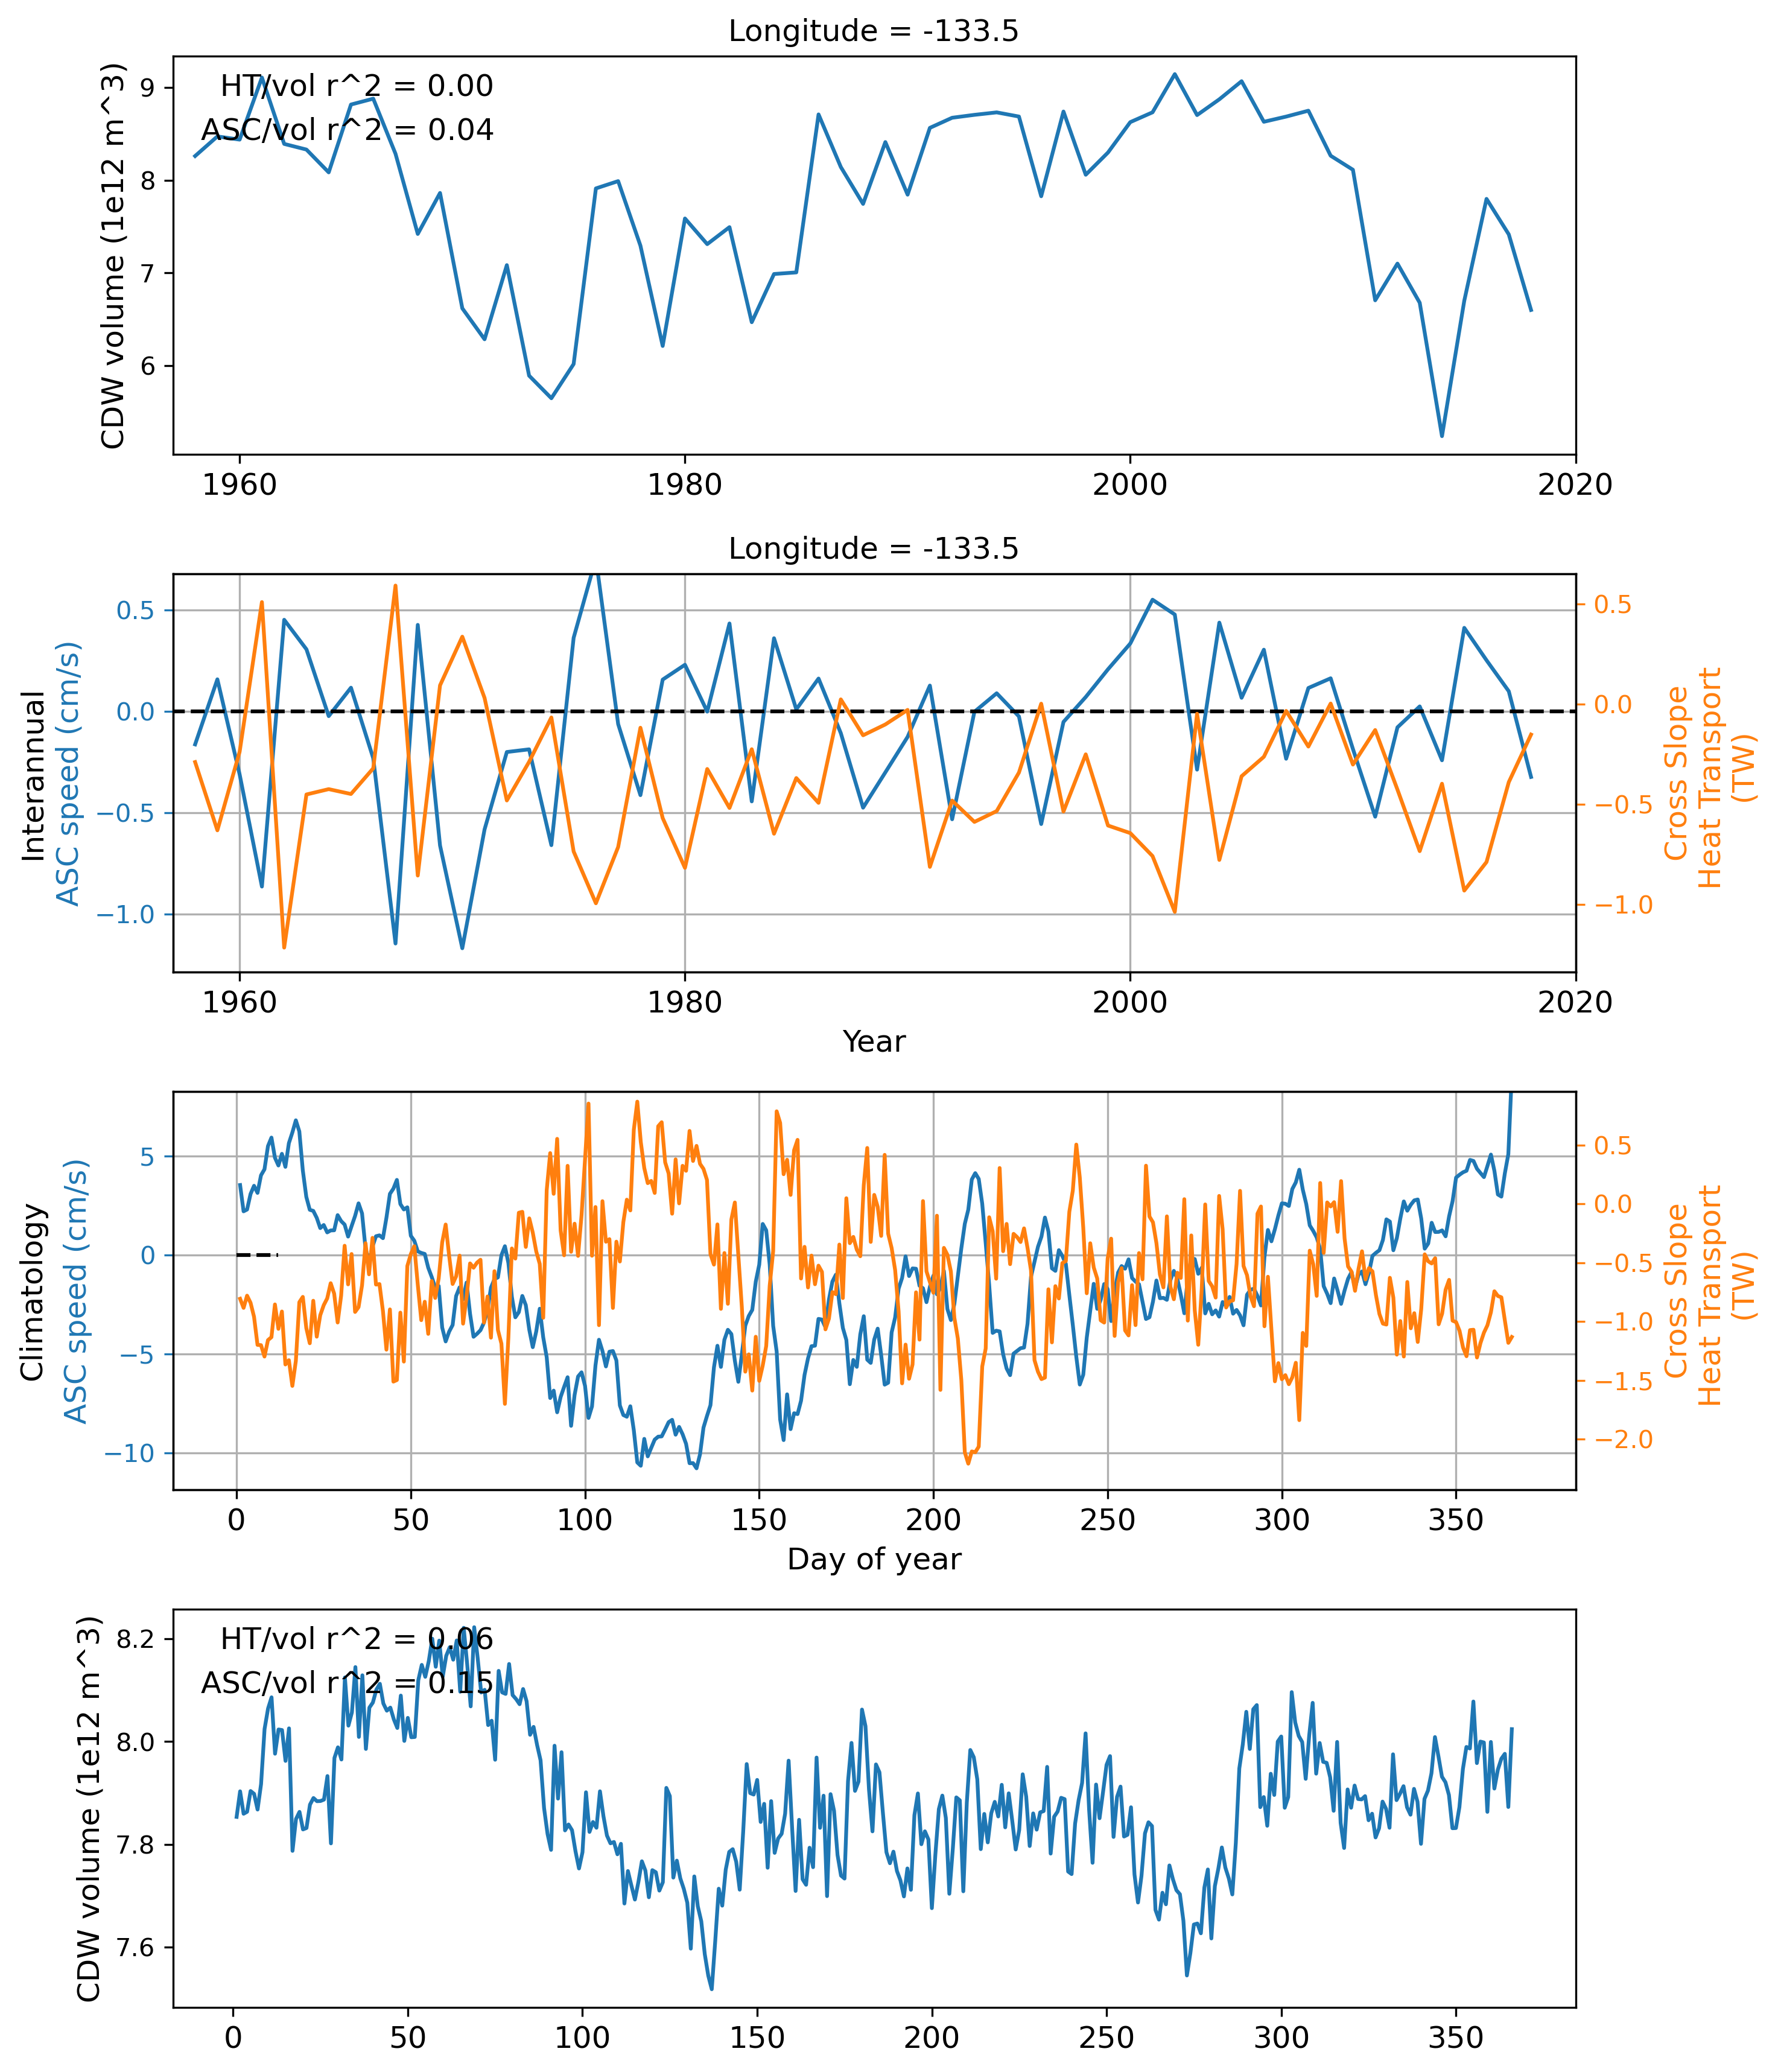 Longitude = -133.5
HT/vol r^2 = 0.00
ASC/vol r^2 = 0.04
CDW volume (1e12 m^3)
9
8
7
6
1960 1980 2000 2020
Longitude = -133.5
Interannual
ASC speed (cm/s)
0.5
0.0
−0.5
−1.0
0.5
0.0
−0.5
−1.0
Cross Slope
Heat Transport
(TW)
1960 1980 2000 2020
Year
Climatology
ASC speed (cm/s)
5
0
−5
−10
0.5
0.0
−0.5
−1.0
−1.5
−2.0
Cross Slope
Heat Transport
(TW)
0 50 100 150 200 250 300 350
Day of year
HT/vol r^2 = 0.06
ASC/vol r^2 = 0.15
CDW volume (1e12 m^3)
8.2
8.0
7.8
7.6
0 50 100 150 200 250 300 350